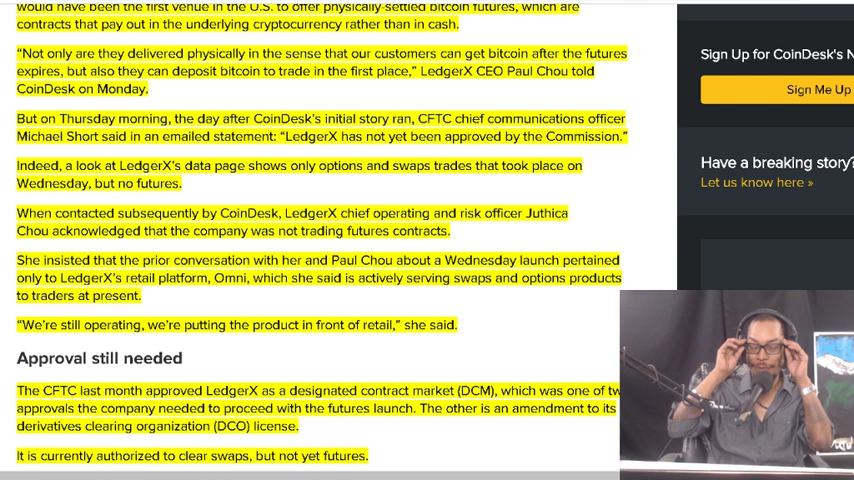 would have been the first venue in the U.S. to offer physically-settled bitcoin futures, which are
contracts that pay out in the underlying cryptocurrency rather than in cash.
“Not only are they delivered physically in the sense that our customers can get bitcoin after the futures
expires, but also they can deposit bitcoin to trade in the first place,” LedgerX CEO Paul Chou told
CoinDesk on Monday.
But on Thursday morning, the day after CoinDesk’s initial story ran, CFTC chief communications officer
Michael Short said in an emailed statement: “LedgerX has not yet been approved by the Commission.”
Indeed, a look at LedgerX’s data page shows only options and swaps trades that took place on
Wednesday, but no futures.
When contacted subsequently by CoinDesk, LedgerX chief operating and risk officer Juthica
Chou acknowledged that the company was not trading futures contracts.
She insisted that the prior conversation with her and Paul Chou about a Wednesday launch pertained
only to LedgerX’s retail platform, Omni, which she said is actively serving swaps and options products
to traders at present.
“We’re still operating, we’re putting the product in front of retail,” she said.
Approval still needed
The CFTC last month approved LedgerX as a designated contract market (DCM), which was one of tw
approvals the company needed to proceed with the futures launch. The other is an amendment to its
derivatives clearing organization (DCO) license.
It is currently authorized to clear swaps, but not yet futures.
Sign Up for CoinDesk's N
Sign Me Up
Have a breaking story?
Let us know here »